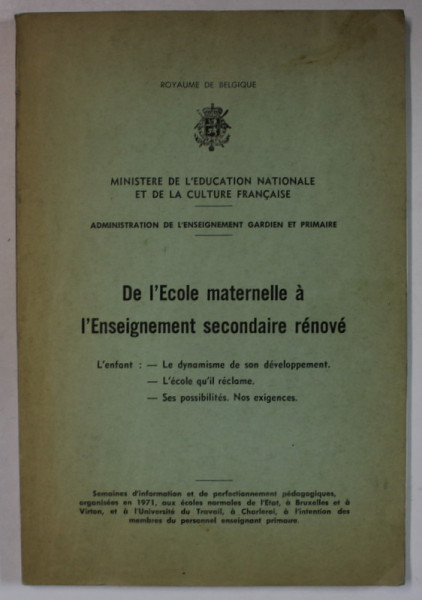 ROYAUME DE BELGIQUE
MINISTERE DE L'EDUCATION NATIONALE
ET DE LA CULTURE FRANÇAISE
ADMINISTRATION DE L'ENSEIGNEMENT GARDIEN ET PRIMAIRE
De l'Ecole maternelle à
l'Enseignement secondaire rénové
L'enfant : — Le dynamisme de son développement.
— L'école qu'il réclame.
— Ses possibilités. Nos exigences.
Semaines d'information et de perfectionnement pédagogiques,
organisées en 1971, aux écoles normales de l'Etat, à Bruxelles et à
Virton, et à l'Université du Travail, à Charleroi, à l'intention des
membres du personnel enseignant primaire.